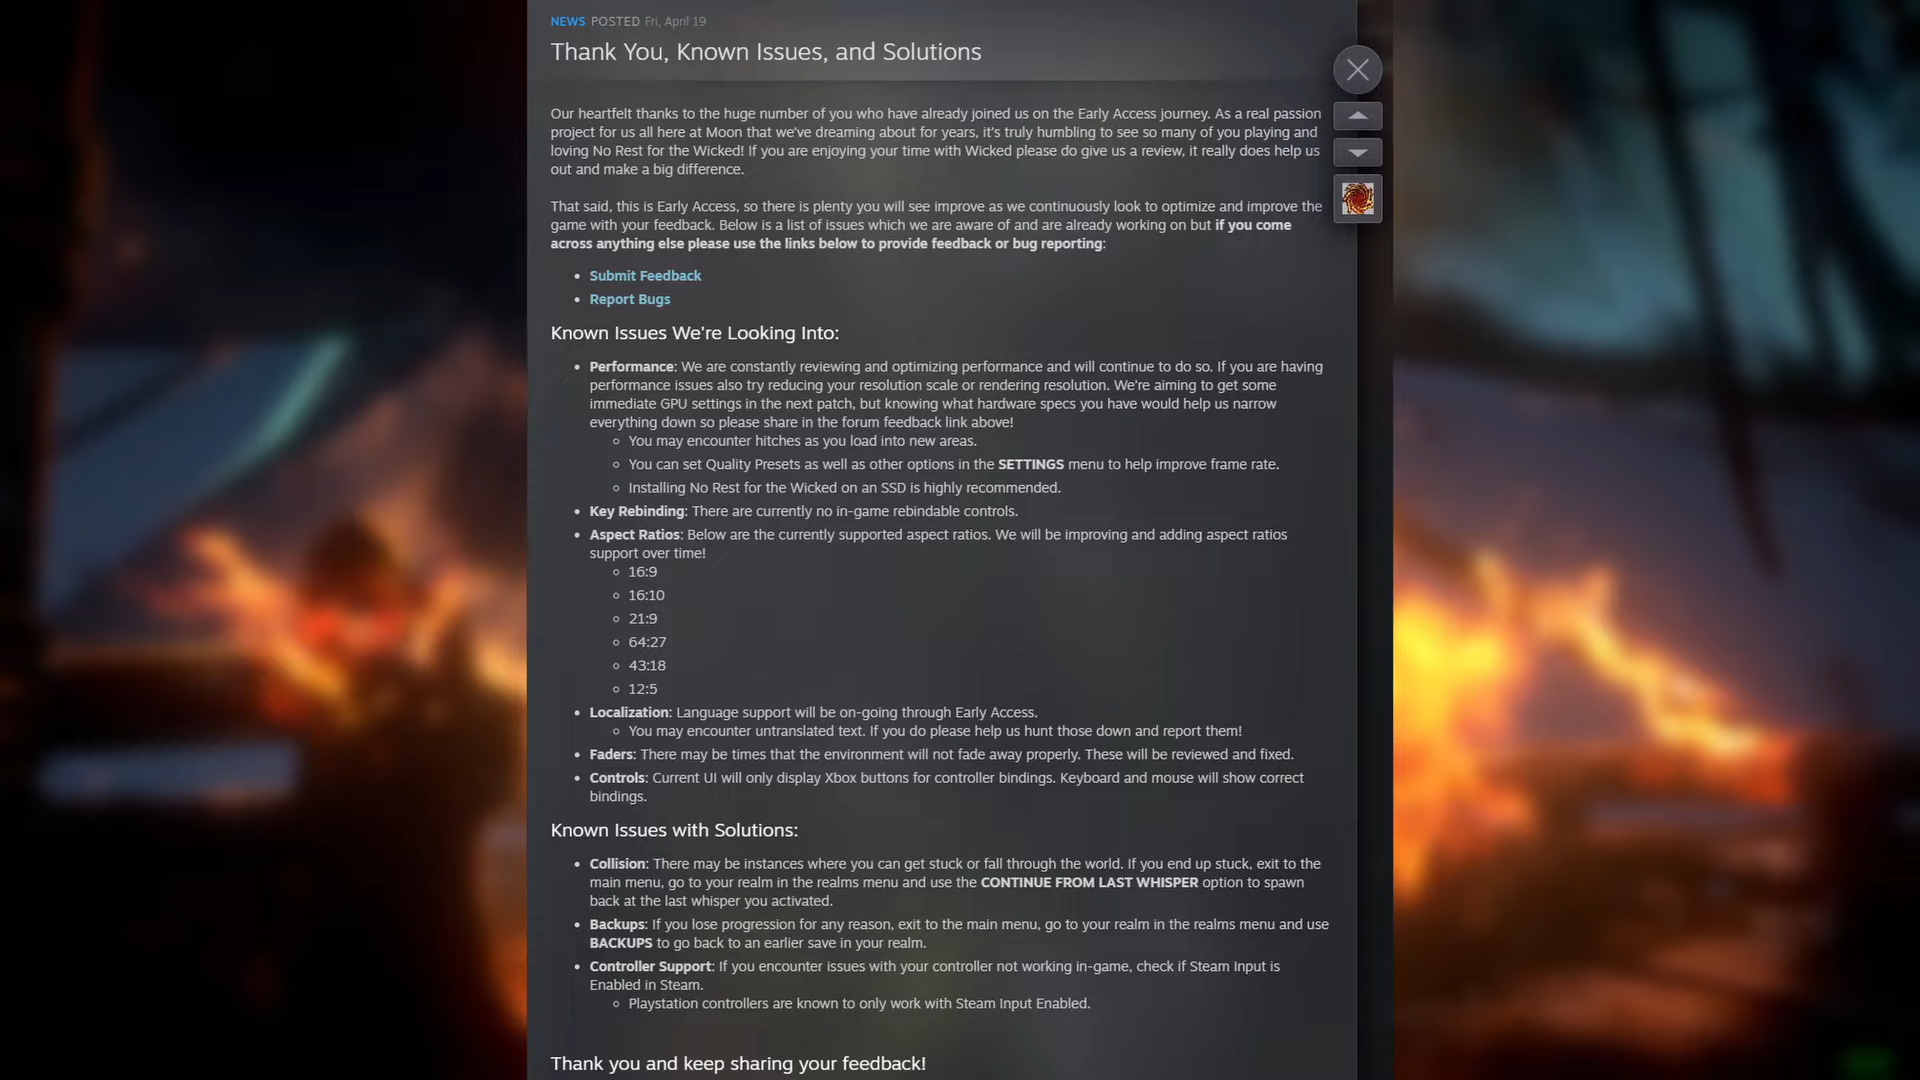 NEWS POSTED Fri, April 19
Thank You, Known Issues, and Solutions
Our heartfelt thanks to the huge number of you who have already joined us on the Early Access journey. As a real passion
project for us all here at Moon that we've dreaming about for years, it's truly humbling to see so many of you playing and
loving No Rest for the Wicked! If you are enjoying your time with Wicked please do give us a review, it really does help us
out and make a big difference.
That said, this is Early Access, so there is plenty you will see improve as we continuously look to optimize and improve the
game with your feedback. Below is a list of issues which we are aware of and are already working on but if you come
across anything else please use the links below to provide feedback or bug reporting:
• Submit Feedback
• Report Bugs
Known Issues We're Looking Into:
• Performance: We are constantly reviewing and optimizing performance and will continue to do so. If you are having
performance issues also try reducing your resolution scale or rendering resolution. We're aiming to get some
immediate GPU settings in the next patch, but knowing what hardware specs you have would help us narrow
everything down so please share in the forum feedback link above!
◦ You may encounter hitches as you load into new areas.
◦ You can set Quality Presets as well as other options in the SETTINGS menu to help improve frame rate.
◦ Installing No Rest for the Wicked on an SSD is highly recommended.
• Key Rebinding: There are currently no in-game rebindable controls.
• Aspect Ratios: Below are the currently supported aspect ratios. We will be improving and adding aspect ratios
support over time!
◦ 16:9
◦ 16:10
◦ 21:9
◦ 64:27
◦ 43:18
◦ 12:5
• Localization: Language support will be on-going through Early Access.
◦ You may encounter untranslated text. If you do please help us hunt those down and report them!
• Faders: There may be times that the environment will not fade away properly. These will be reviewed and fixed.
• Controls: Current UI will only display Xbox buttons for controller bindings. Keyboard and mouse will show correct
bindings.
Known Issues with Solutions:
• Collision: There may be instances where you can get stuck or fall through the world. If you end up stuck, exit to the
main menu, go to your realm in the realms menu and use the CONTINUE FROM LAST WHISPER option to spawn
back at the last whisper you activated.
• Backups: If you lose progression for any reason, exit to the main menu, go to your realm in the realms menu and use
BACKUPS to go back to an earlier save in your realm.
• Controller Support: If you encounter issues with your controller not working in-game, check if Steam Input is
Enabled in Steam.
◦ Playstation controllers are known to only work with Steam Input Enabled.
Thank you and keep sharing your feedback!